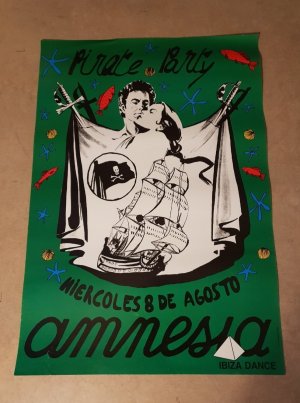 Pirate Party
MIERCOLES 8 DE AGOSTO
amnesia
IBIZA DANCE